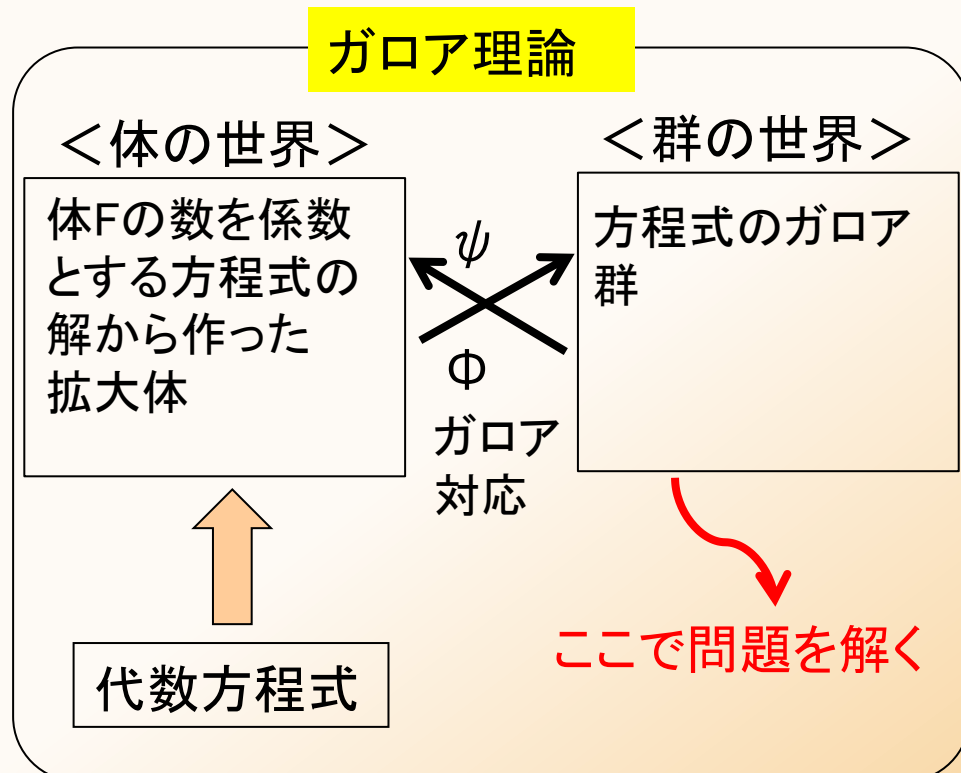 ガロア理論
＜体の世界＞
体Fの数を係数
とする方程式の
解から作った
拡大体
ψ
Φ
ガロア
対応
＜群の世界＞
方程式のガロア
群
代数方程式
ここで問題を解く